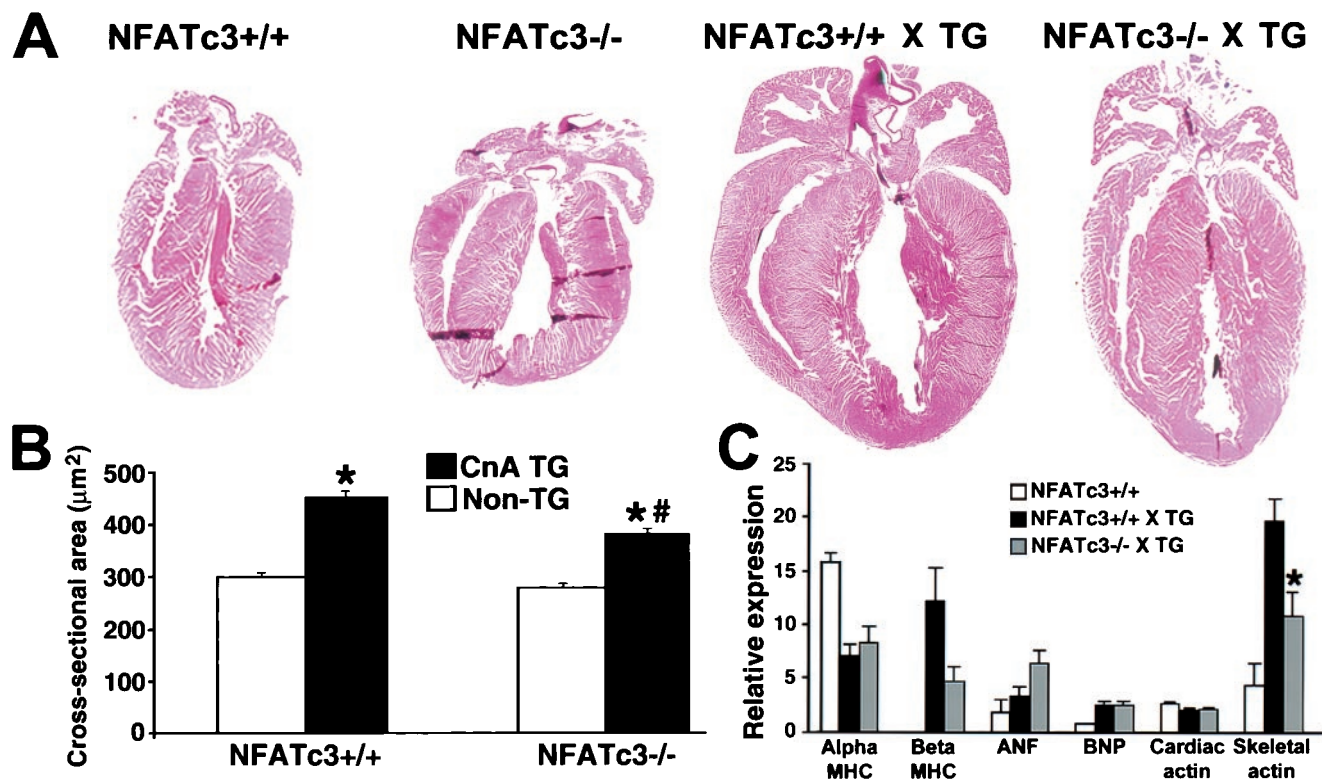 A
NFATc3+/+ NFATc3-/- NFATc3+/+ X TG NFATc3-/- X TG
B
Cross-sectional area (μm²)
500
400
300
200
100
0
CnA TG
Non-TG
*
*#
NFATc3+/+ NFATc3-/-
C
Relative expression
25
20
15
10
5
0
NFATc3+/+
NFATc3+/+ X TG
NFATc3-/- X TG
*
Alpha MHC
Beta MHC
ANF
BNP
Cardiac actin
Skeletal actin